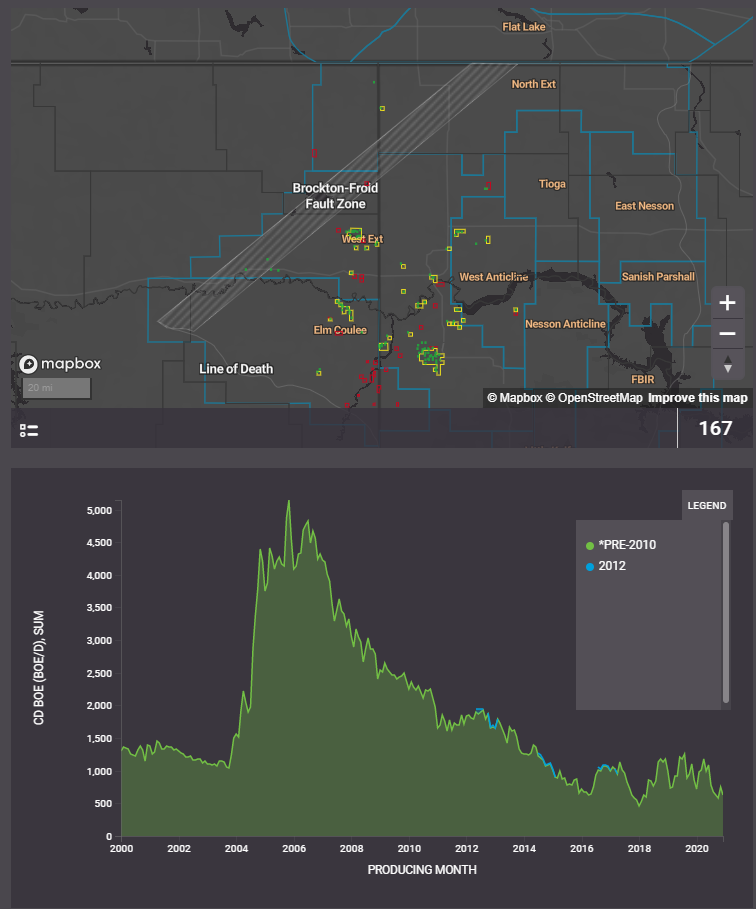 Flat Lake
North Ext
Brockton-Froid
Fault Zone
Tioga
East Nesson
West Ext
West Anticline
Sanish Parshall
Elm Coulee
Nesson Anticline
Line of Death
FBIR
mapbox
20 mi
© Mapbox © OpenStreetMap Improve this map
167
LEGEND
*PRE-2010
2012
CD BOE (BOE/D), SUM
5,000
4,500
4,000
3,500
3,000
2,500
2,000
1,500
1,000
500
0
2000 2002 2004 2006 2008 2010 2012 2014 2016 2018 2020
PRODUCING MONTH